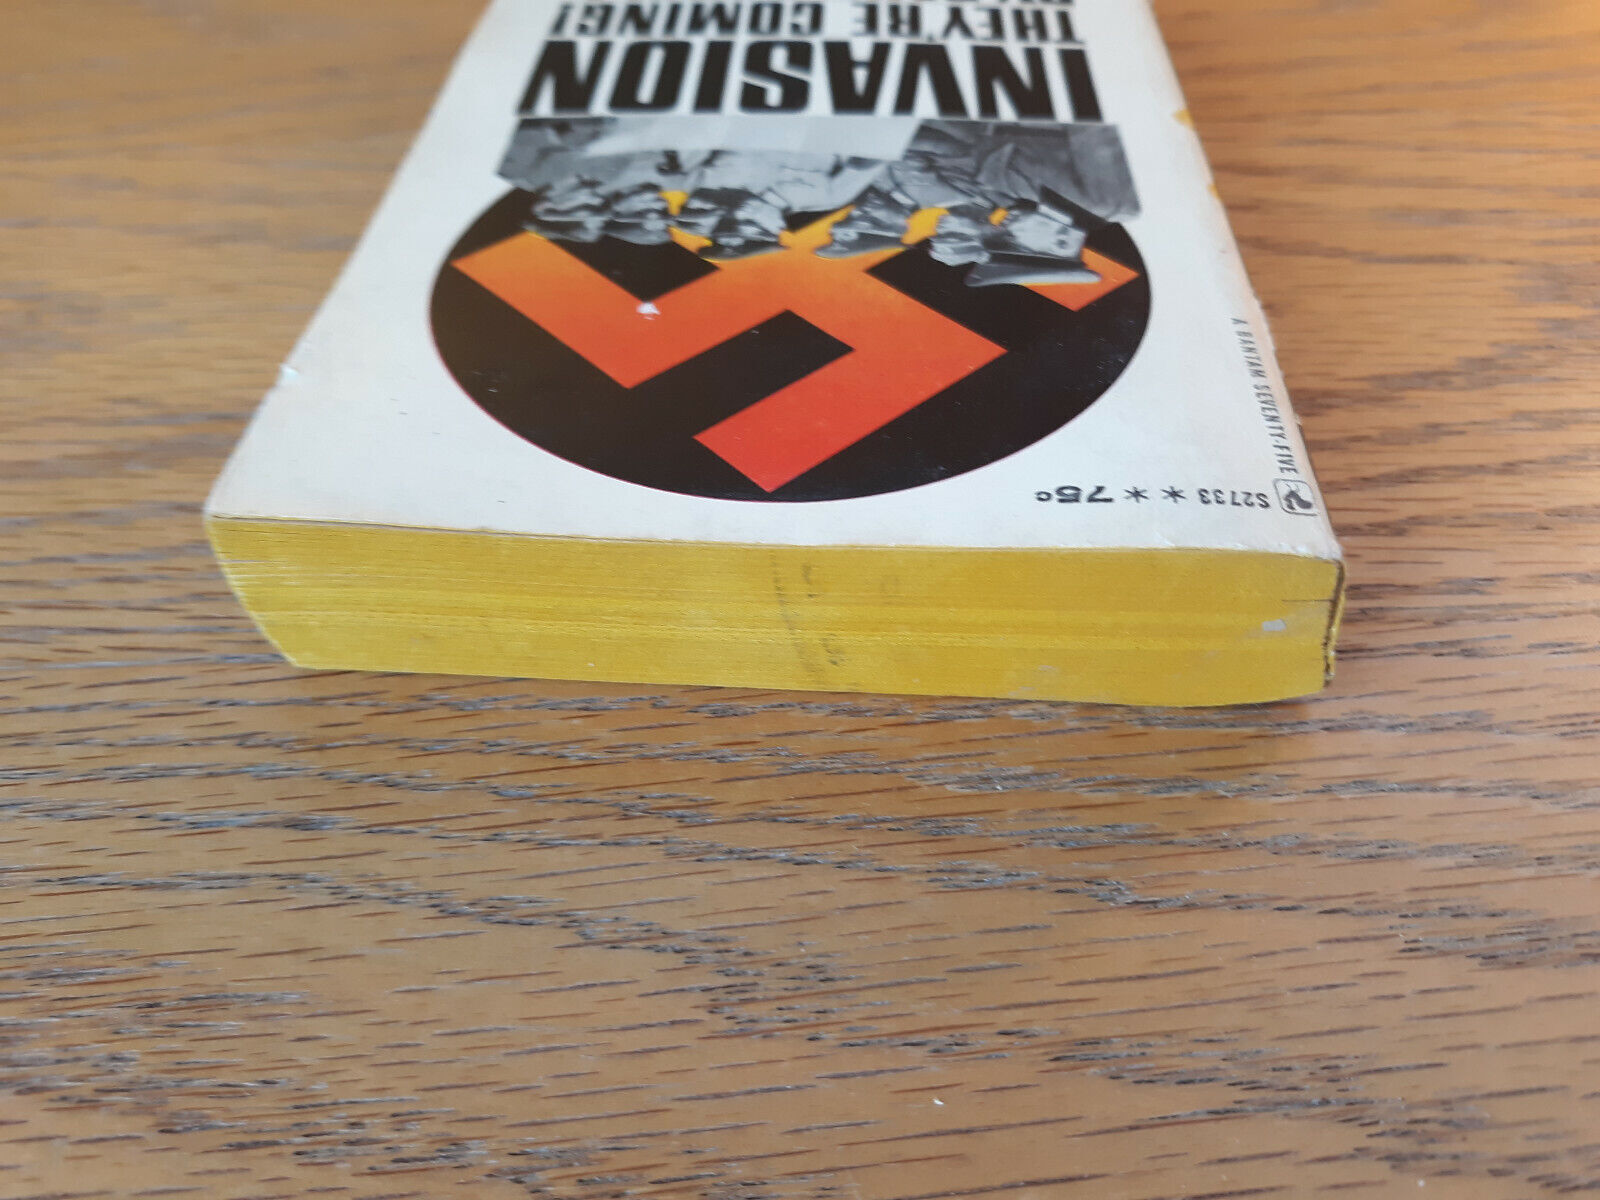 A BANTAM SEVENTY-FIVE
S2733 * * 75¢
INVASION
THEY'RE COMING!